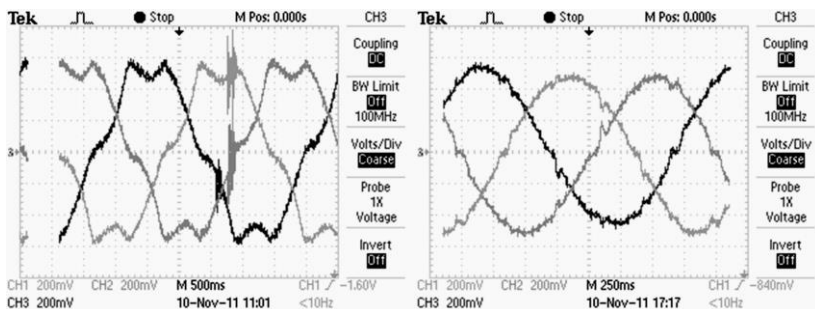 Tek Stop M Pos: 0.000s CH3
Coupling
DC
BW Limit
Off
100MHz
Volts/Div
Coarse
Probe
1X
Voltage
Invert
Off
3
CH1 200mV CH2 200mV M 500ms CH1 -1.60V
CH3 200mV 10-Nov-11 11:01 <10Hz
Tek Stop M Pos: 0.000s CH3
Coupling
DC
BW Limit
Off
100MHz
Volts/Div
Coarse
Probe
1X
Voltage
Invert
Off
3
CH1 200mV CH2 200mV M 250ms CH1 -840mV
CH3 200mV 10-Nov-11 17:17 <10Hz